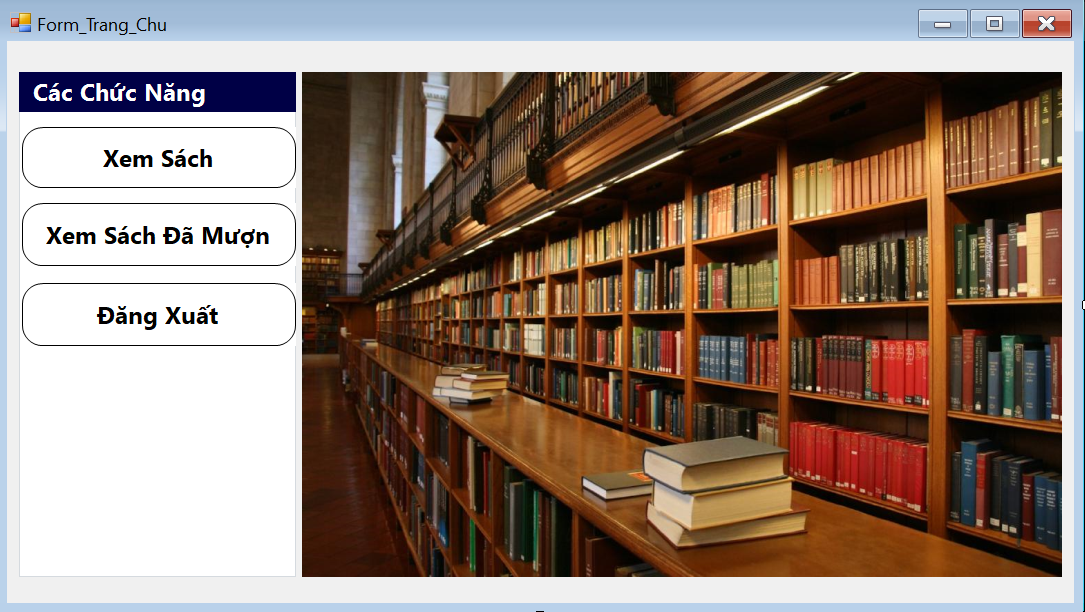 Form_Trang_Chu
Các Chức Năng
Xem Sách
Xem Sách Đã Mượn
Đăng Xuất